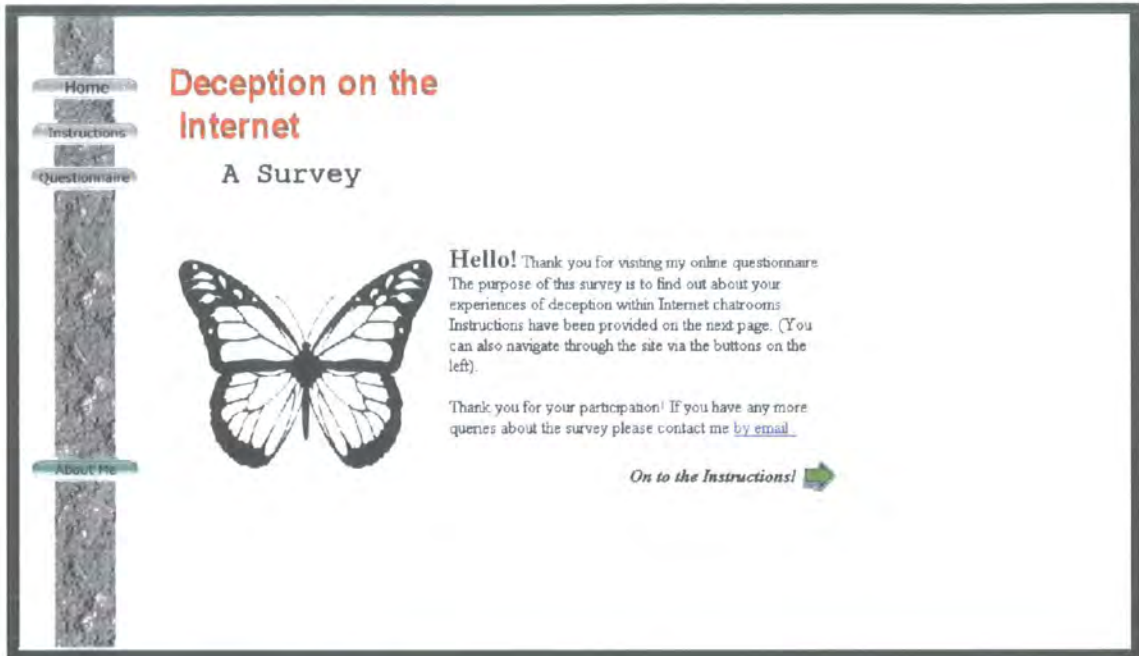 Home
Instructions
Questionnaire
About Me
Deception on the
Internet
A Survey
Hello! Thank you for visiting my online questionnaire
The purpose of this survey is to find out about your
experiences of deception within Internet chatrooms
Instructions have been provided on the next page. (You
can also navigate through the site via the buttons on the
left).
Thank you for your participation! If you have any more
queries about the survey please contact me by email .
On to the Instructions!